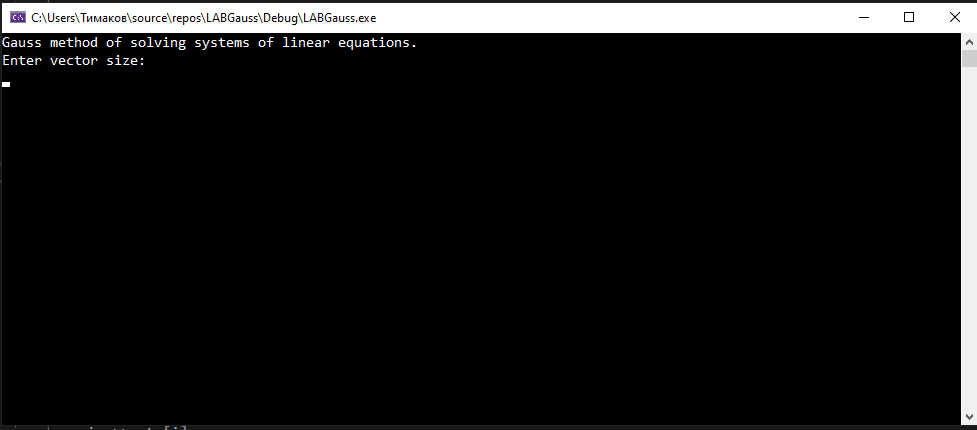 C:\Users\Тимаков\source\repos\LABGauss\Debug\LABGauss.exe
Gauss method of solving systems of linear equations.
Enter vector size: